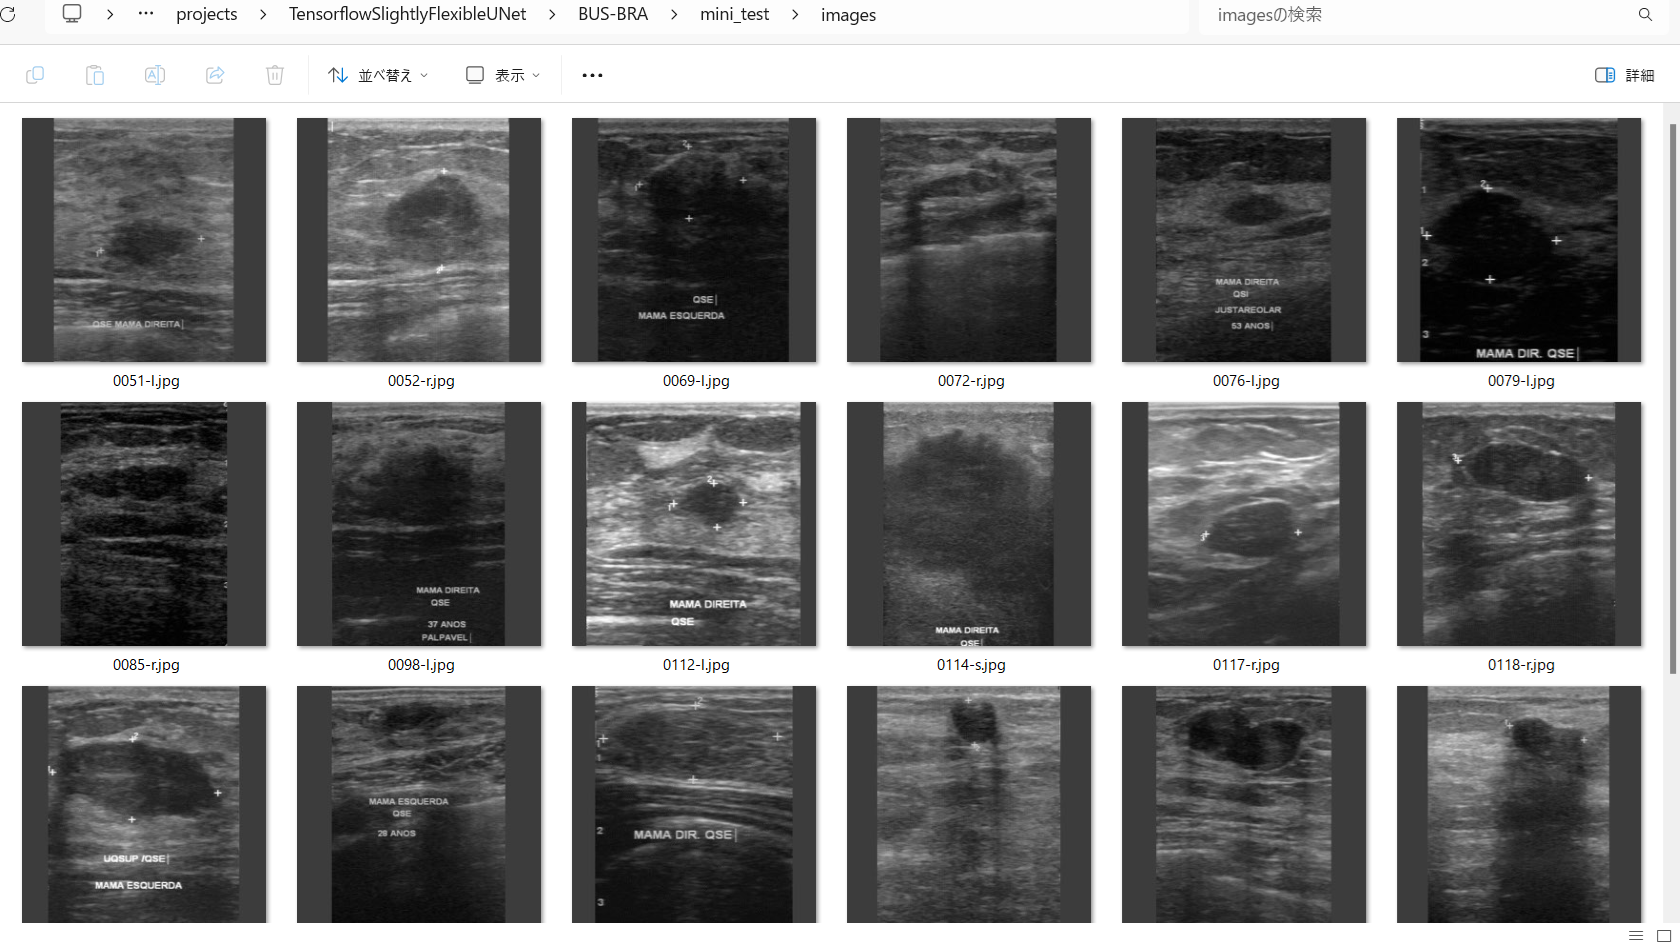 projects > TensorflowSlightlyFlexibleUNet > BUS-BRA > mini_test > images
imagesの検索
並べ替え
表示
詳細
QSE MAMA DIREITA
QSE
MAMA ESQUERDA
MAMA DIREITA
QSI
JUSTAREOLAR
53 ANOS
1
2
3
2
1
MAMA DIR. QSE
0051-l.jpg
0052-r.jpg
0069-l.jpg
0072-r.jpg
0076-l.jpg
0079-l.jpg
MAMA DIREITA
QSE
37 ANOS
PALPAVEL
MAMA DIREITA
QSE
MAMA DIREITA
QSE
0085-r.jpg
0098-l.jpg
0112-l.jpg
0114-s.jpg
0117-r.jpg
0118-r.jpg
UQSUP /QSE
MAMA ESQUERDA
MAMA ESQUERDA
QSE
28 ANOS
1
2
3
MAMA DIR. QSE